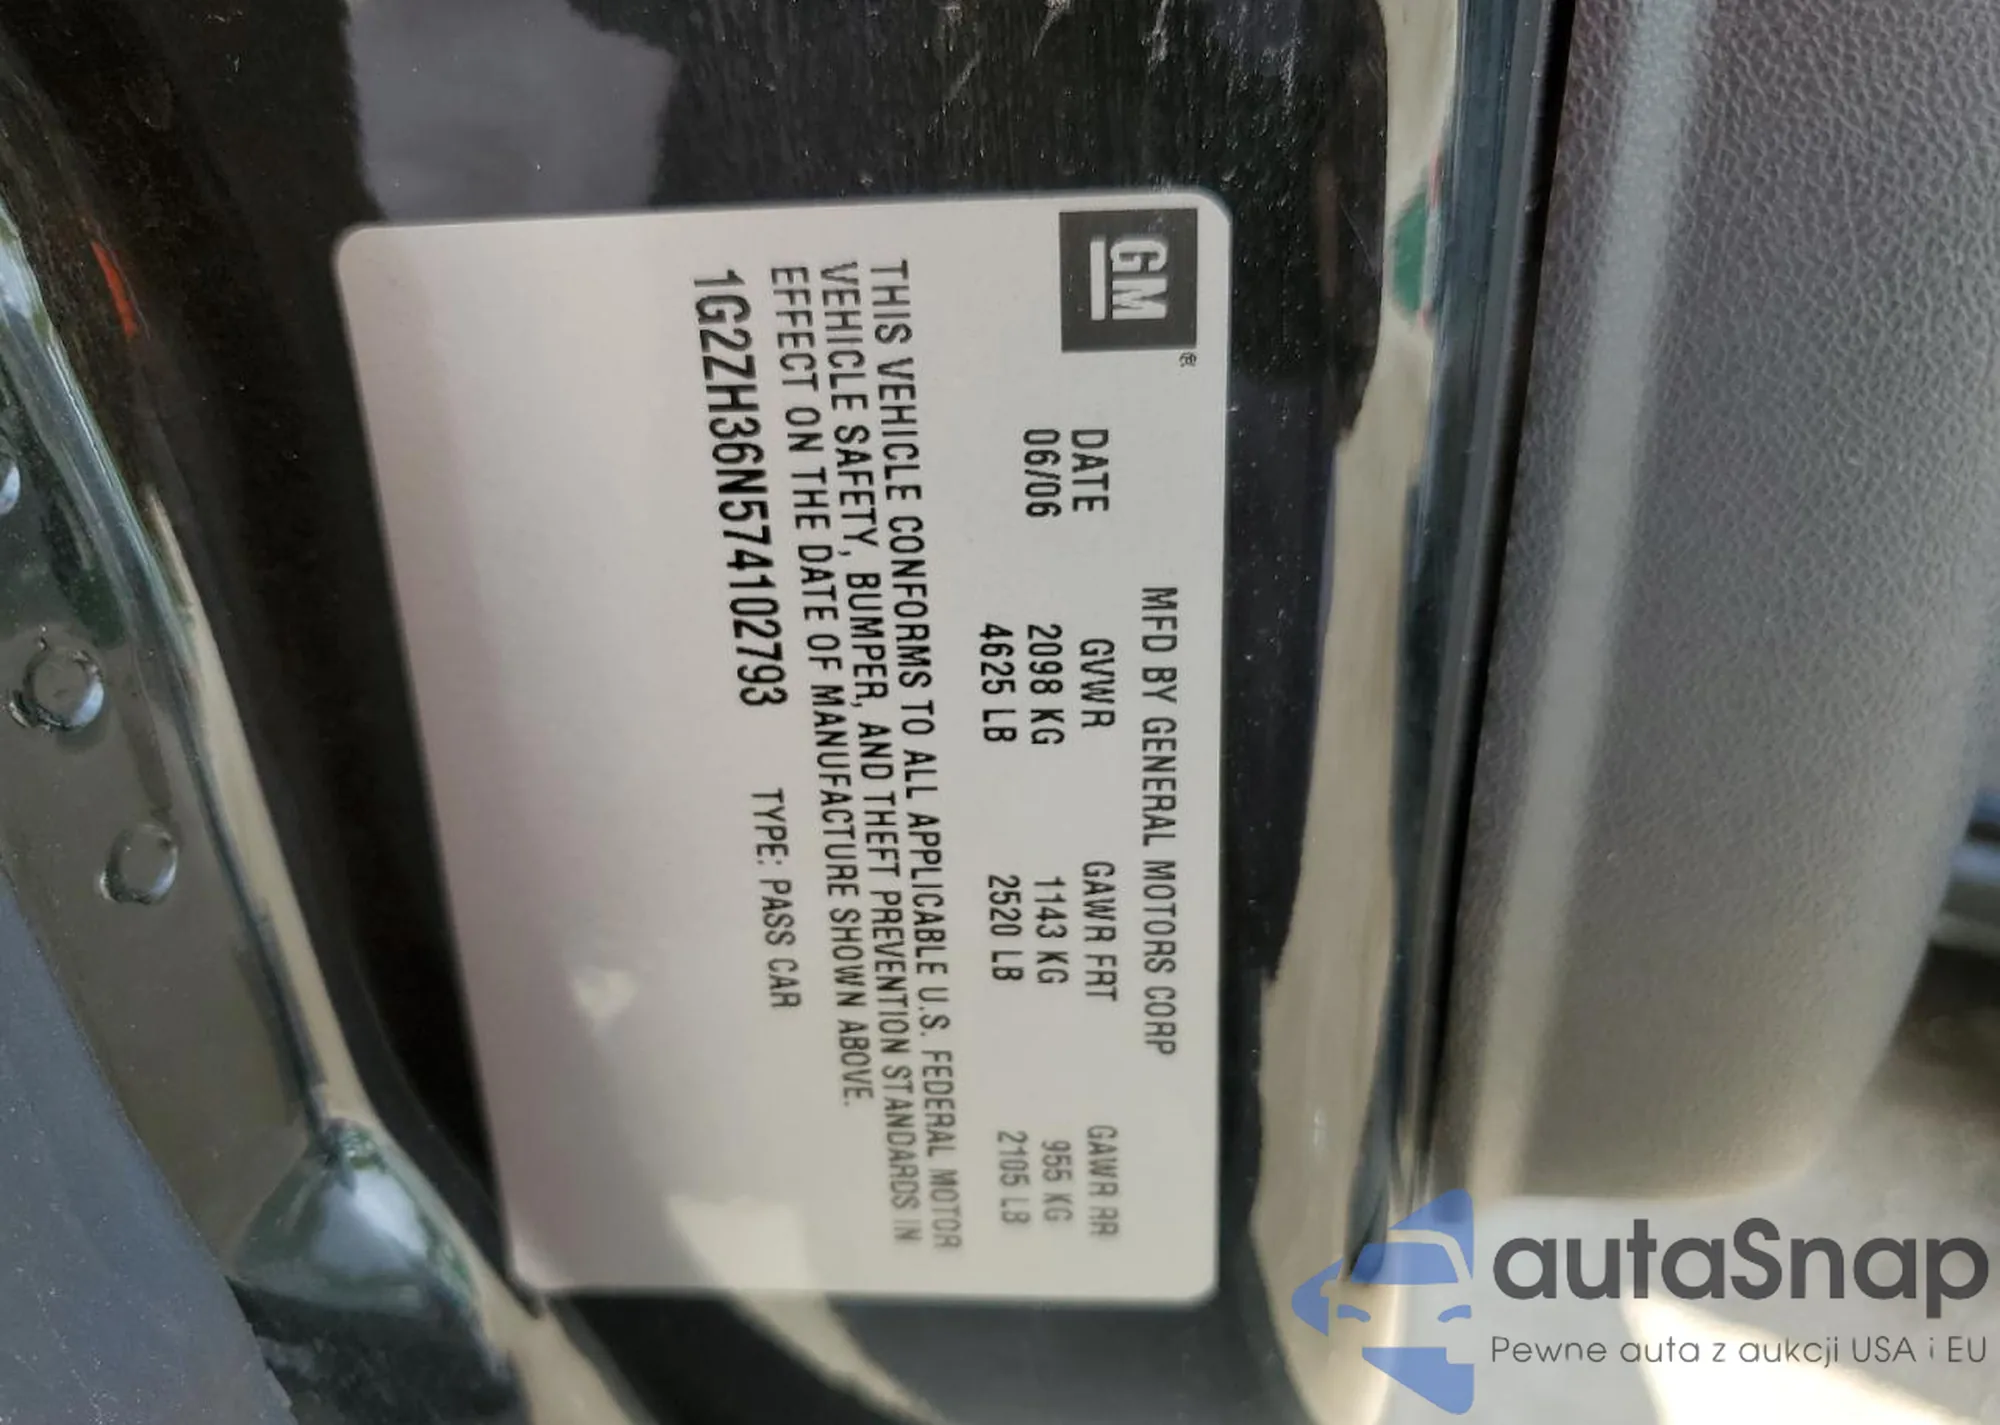 GM®
MFD BY GENERAL MOTORS CORP
DATE GVWR GAWR FRT GAWR RR
06/06 2098 KG 1143 KG 955 KG
4625 LB 2520 LB 2105 LB
THIS VEHICLE CONFORMS TO ALL APPLICABLE U.S. FEDERAL MOTOR
VEHICLE SAFETY, BUMPER, AND THEFT PREVENTION STANDARDS IN
EFFECT ON THE DATE OF MANUFACTURE SHOWN ABOVE.
1G2ZH36N574102793 TYPE: PASS CAR
autaSnap
Pewne auta z aukcji USA i EU